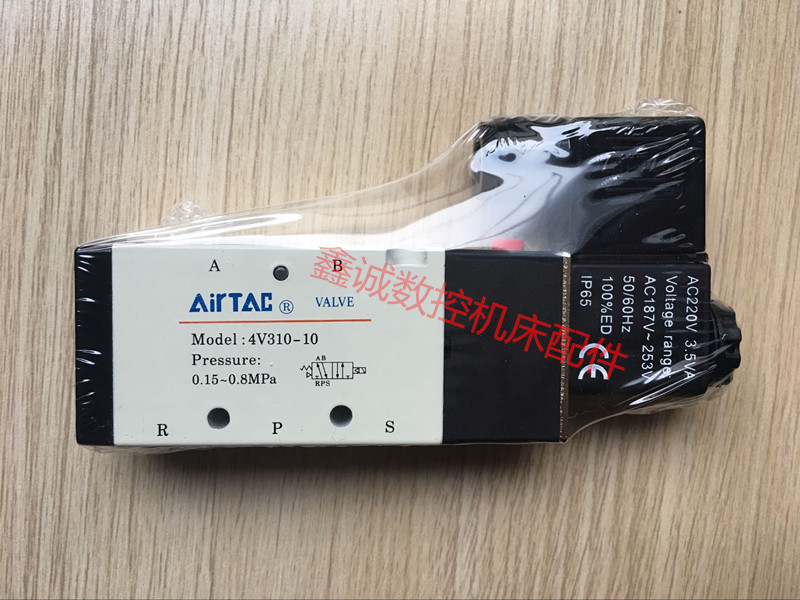 A B
AirTAC ® VALVE
Model : 4V310-10
Pressure:
0.15~0.8MPa
AB
RPS
R P S
AC220V 3.5VA
Voltage range
AC187V~253V
50/60Hz
100%ED
IP65
CE
鑫诚数控机床配件